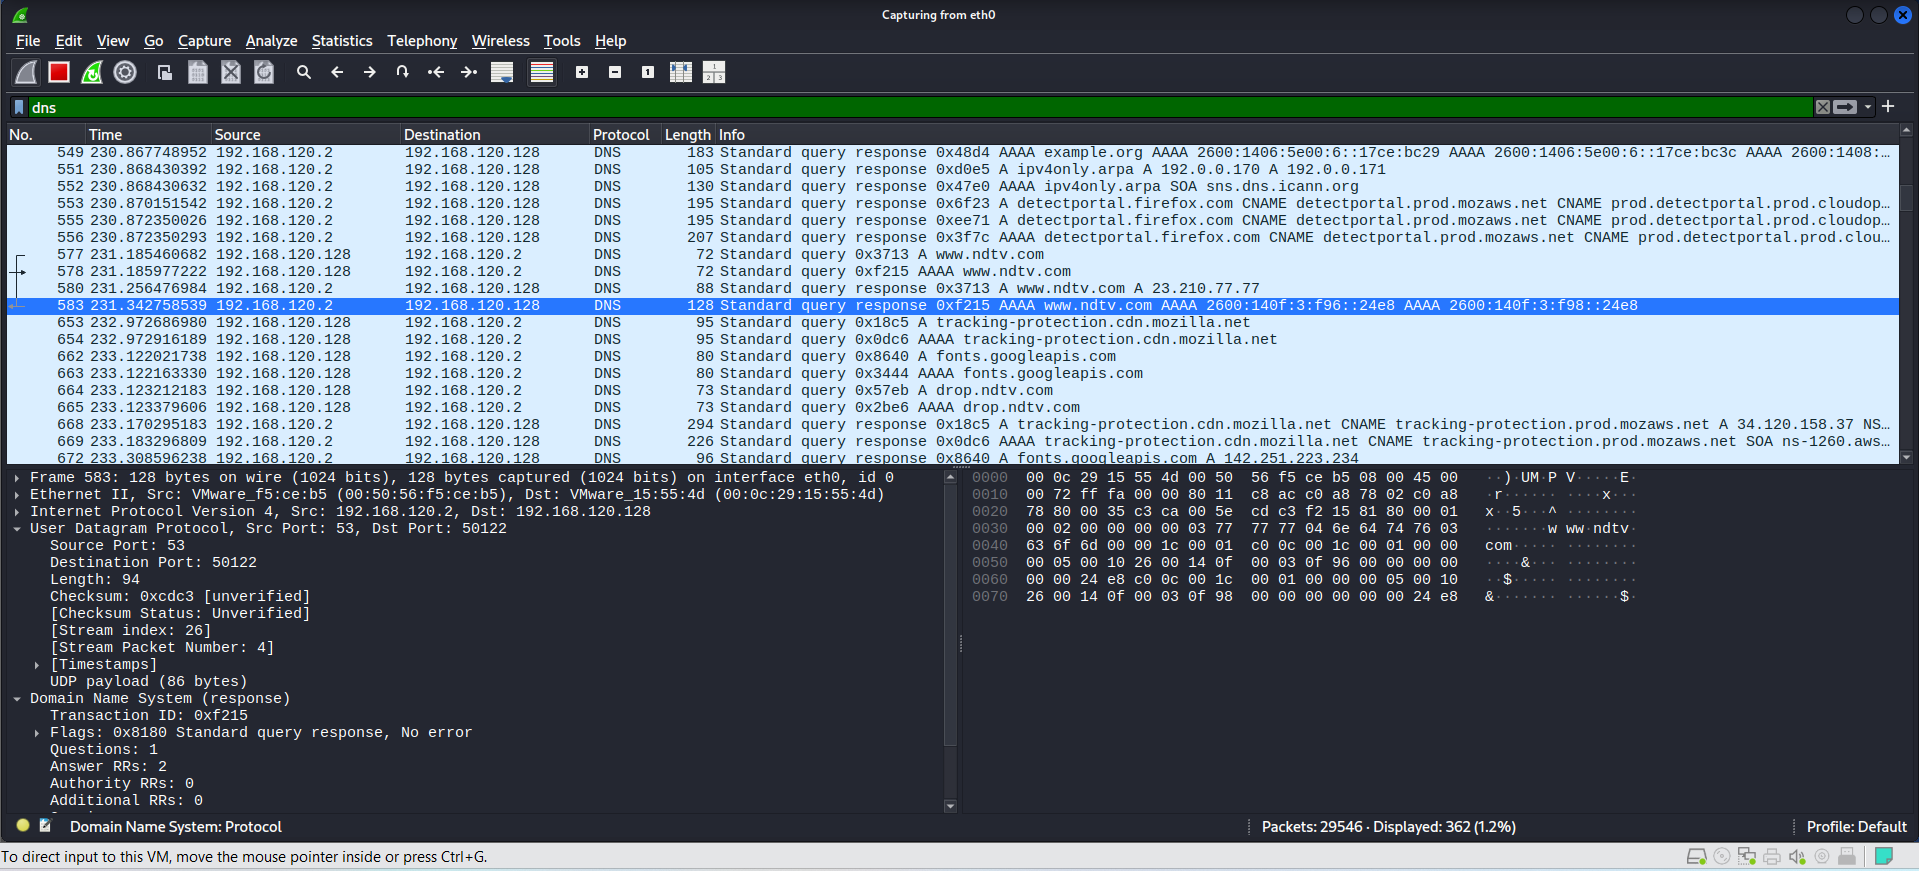 Capturing from eth0
File Edit View Go Capture Analyze Statistics Telephony Wireless Tools Help
dns
No. Time Source Destination Protocol Length Info
549 230.867748952 192.168.120.2 192.168.120.128 DNS 183 Standard query response 0x48d4 AAAA example.org AAAA 2600:1406:5e00:6::17ce:bc29 AAAA 2600:1406:5e00:6::17ce:bc3c AAAA 2600:1408:…
551 230.868430392 192.168.120.2 192.168.120.128 DNS 105 Standard query response 0xd0e5 A ipv4only.arpa A 192.0.0.170 A 192.0.0.171
552 230.868430632 192.168.120.2 192.168.120.128 DNS 130 Standard query response 0x47e0 AAAA ipv4only.arpa SOA sns.dns.icann.org
553 230.870151542 192.168.120.2 192.168.120.128 DNS 195 Standard query response 0x6f23 A detectportal.firefox.com CNAME detectportal.prod.mozaws.net CNAME prod.detectportal.prod.cloudop…
555 230.872350026 192.168.120.2 192.168.120.128 DNS 195 Standard query response 0xee71 A detectportal.firefox.com CNAME detectportal.prod.mozaws.net CNAME prod.detectportal.prod.cloudop…
556 230.872350293 192.168.120.2 192.168.120.128 DNS 207 Standard query response 0x3f7c AAAA detectportal.firefox.com CNAME detectportal.prod.mozaws.net CNAME prod.detectportal.prod.clou…
577 231.185460682 192.168.120.128 192.168.120.2 DNS 72 Standard query 0x3713 A www.ndtv.com
578 231.185977222 192.168.120.128 192.168.120.2 DNS 72 Standard query 0xf215 AAAA www.ndtv.com
580 231.256476984 192.168.120.2 192.168.120.128 DNS 88 Standard query response 0x3713 A www.ndtv.com A 23.210.77.77
583 231.342758539 192.168.120.2 192.168.120.128 DNS 128 Standard query response 0xf215 AAAA www.ndtv.com AAAA 2600:140f:3:f96::24e8 AAAA 2600:140f:3:f98::24e8
653 232.972686980 192.168.120.128 192.168.120.2 DNS 95 Standard query 0x18c5 A tracking-protection.cdn.mozilla.net
654 232.972916189 192.168.120.128 192.168.120.2 DNS 95 Standard query 0x0dc6 AAAA tracking-protection.cdn.mozilla.net
662 233.122021738 192.168.120.128 192.168.120.2 DNS 80 Standard query 0x8640 A fonts.googleapis.com
663 233.122163330 192.168.120.128 192.168.120.2 DNS 80 Standard query 0x3444 AAAA fonts.googleapis.com
664 233.123212183 192.168.120.128 192.168.120.2 DNS 73 Standard query 0x57eb A drop.ndtv.com
665 233.123379606 192.168.120.128 192.168.120.2 DNS 73 Standard query 0x2be6 AAAA drop.ndtv.com
668 233.170295183 192.168.120.2 192.168.120.128 DNS 294 Standard query response 0x18c5 A tracking-protection.cdn.mozilla.net CNAME tracking-protection.prod.mozaws.net A 34.120.158.37 NS…
669 233.183296809 192.168.120.2 192.168.120.128 DNS 226 Standard query response 0x0dc6 AAAA tracking-protection.cdn.mozilla.net CNAME tracking-protection.prod.mozaws.net SOA ns-1260.aws…
672 233.308596238 192.168.120.2 192.168.120.128 DNS 96 Standard query response 0x8640 A fonts.googleapis.com A 142.251.223.234
Frame 583: 128 bytes on wire (1024 bits), 128 bytes captured (1024 bits) on interface eth0, id 0
Ethernet II, Src: VMware_f5:ce:b5 (00:50:56:f5:ce:b5), Dst: VMware_15:55:4d (00:0c:29:15:55:4d)
Internet Protocol Version 4, Src: 192.168.120.2, Dst: 192.168.120.128
User Datagram Protocol, Src Port: 53, Dst Port: 50122
Source Port: 53
Destination Port: 50122
Length: 94
Checksum: 0xcdc3 [unverified]
[Checksum Status: Unverified]
[Stream index: 26]
[Stream Packet Number: 4]
[Timestamps]
UDP payload (86 bytes)
Domain Name System (response)
Transaction ID: 0xf215
Flags: 0x8180 Standard query response, No error
Questions: 1
Answer RRs: 2
Authority RRs: 0
Additional RRs: 0
0000 00 0c 29 15 55 4d 00 50 56 f5 ce b5 08 00 45 00 ··)·UM·P V·····E·
0010 00 72 ff fa 00 00 80 11 c8 ac c0 a8 78 02 c0 a8 ·r······ ····x···
0020 78 80 00 35 c3 ca 00 5e cd c3 f2 15 81 80 00 01 x··5···^ ········
0030 00 02 00 00 00 00 03 77 77 77 04 6e 64 74 76 03 ·······w ww·ndtv·
0040 63 6f 6d 00 00 1c 00 01 c0 0c 00 1c 00 01 00 00 com····· ········
0050 00 05 00 10 26 00 14 0f 00 03 0f 96 00 00 00 00 ····&··· ········
0060 00 00 24 e8 c0 0c 00 1c 00 01 00 00 00 05 00 10 ··$····· ········
0070 26 00 14 0f 00 03 0f 98 00 00 00 00 00 00 24 e8 &······· ······$·
Domain Name System: Protocol Packets: 29546 · Displayed: 362 (1.2%) Profile: Default
To direct input to this VM, move the mouse pointer inside or press Ctrl+G.